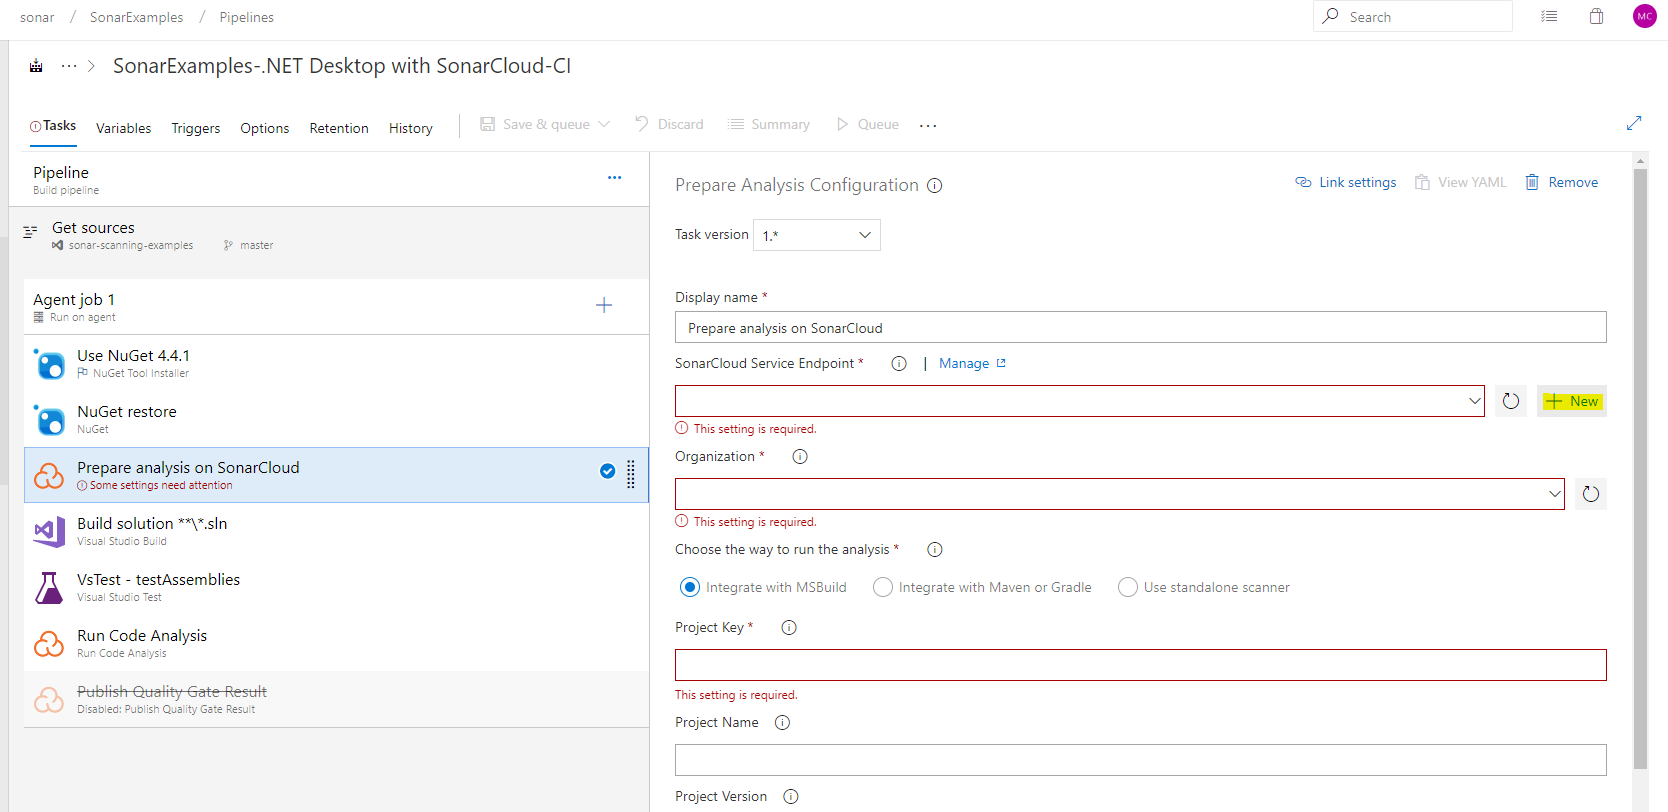 sonar / SonarExamples / Pipelines
Search
MC
... > SonarExamples-.NET Desktop with SonarCloud-CI
Tasks Variables Triggers Options Retention History Save & queue Discard Summary Queue ...
Pipeline
Build pipeline
Get sources
sonar-scanning-examples master
Agent job 1
Run on agent
Use NuGet 4.4.1
NuGet Tool Installer
NuGet restore
NuGet
Prepare analysis on SonarCloud
Some settings need attention
Build solution **\*.sln
Visual Studio Build
VsTest - testAssemblies
Visual Studio Test
Run Code Analysis
Run Code Analysis
Publish Quality Gate Result
Disabled: Publish Quality Gate Result
Prepare Analysis Configuration
Link settings View YAML Remove
Task version 1.*
Display name *
Prepare analysis on SonarCloud
SonarCloud Service Endpoint * | Manage
New
This setting is required.
Organization *
This setting is required.
Choose the way to run the analysis *
Integrate with MSBuild Integrate with Maven or Gradle Use standalone scanner
Project Key *
This setting is required.
Project Name
Project Version